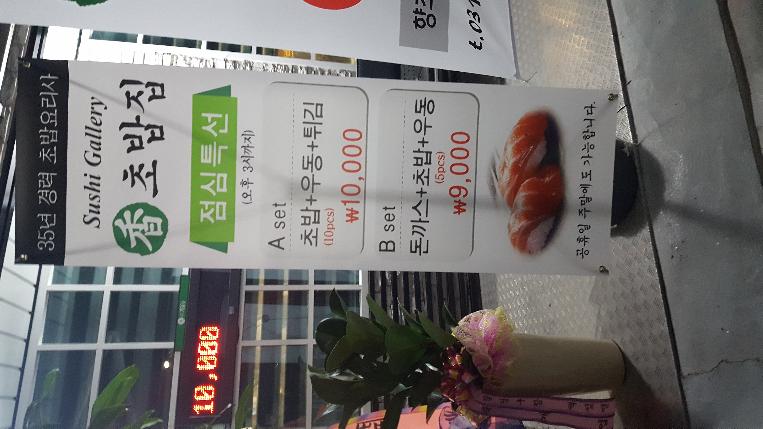 35년 경력 초밥요리사
Sushi Gallery
香 초밥집
점심특선
(오후 3시까지)
A set
초밥+우동+튀김
(10pcs)
₩10,000
B set
돈까스+초밥+우동
(5pcs)
₩9,000
공휴일 주말에도 가능합니다.
10,000
t.031